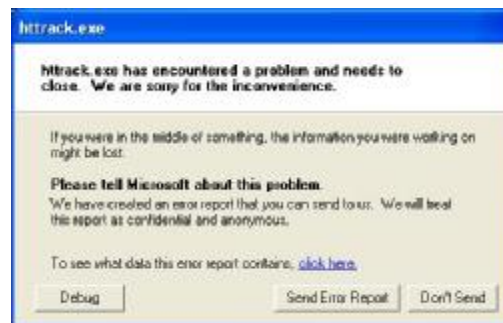 httrack.exe
httrack.exe has encountered a problem and needs to
close. We are sorry for the inconvenience.
If you were in the middle of something, the information you were working on
might be lost.
Please tell Microsoft about this problem.
We have created an error report that you can send to us. We will treat
this report as confidential and anonymous.
To see what data this error report contains, click here.
Debug
Send Error Report
Don't Send